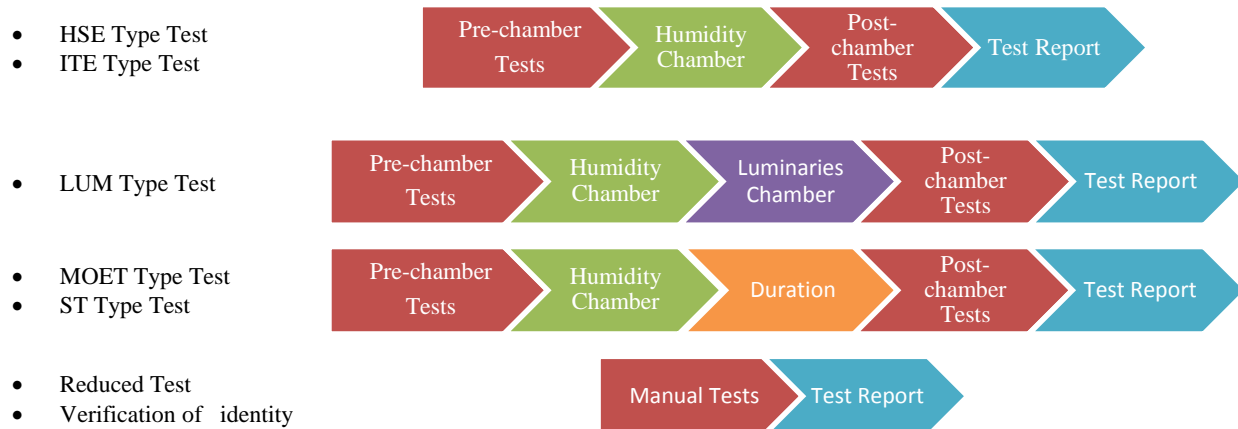 HSE Type Test
ITE Type Test
Pre-chamber
Tests
Humidity
Chamber
Post-
chamber
Tests
Test Report
LUM Type Test
Pre-chamber
Tests
Humidity
Chamber
Luminaries
Chamber
Post-
chamber
Tests
Test Report
MOET Type Test
ST Type Test
Pre-chamber
Tests
Humidity
Chamber
Duration
Post-
chamber
Tests
Test Report
Reduced Test
Verification of identity
Manual Tests
Test Report